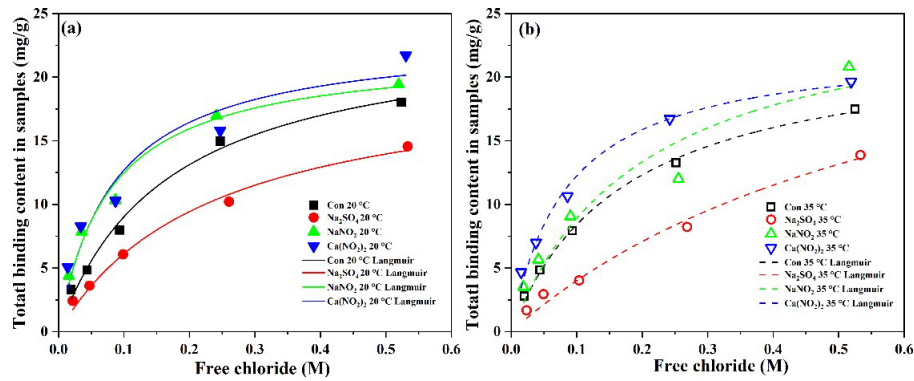 (a)
Totatl binding content in samples (mg/g)
25
20
15
10
5
0
0.0 0.1 0.2 0.3 0.4 0.5 0.6
Free chloride (M)
Con 20 °C
Na₂SO₄ 20 °C
NaNO₂ 20 °C
Ca(NO₂)₂ 20 °C
Con 20 °C Langmuir
Na₂SO₄ 20 °C Langmuir
NaNO₂ 20 °C Langmuir
Ca(NO₂)₂ 20 °C Langmuir
(b)
Totatl binding content in samples (mg/g)
25
20
15
10
5
0
0.0 0.1 0.2 0.3 0.4 0.5 0.6
Free chloride (M)
Con 35 °C
Na₂SO₄ 35 °C
NaNO₂ 35 °C
Ca(NO₂)₂ 35 °C
Con 35 °C Langmuir
Na₂SO₄ 35 °C Langmuir
NaNO₂ 35 °C Langmuir
Ca(NO₂)₂ 35 °C Langmuir